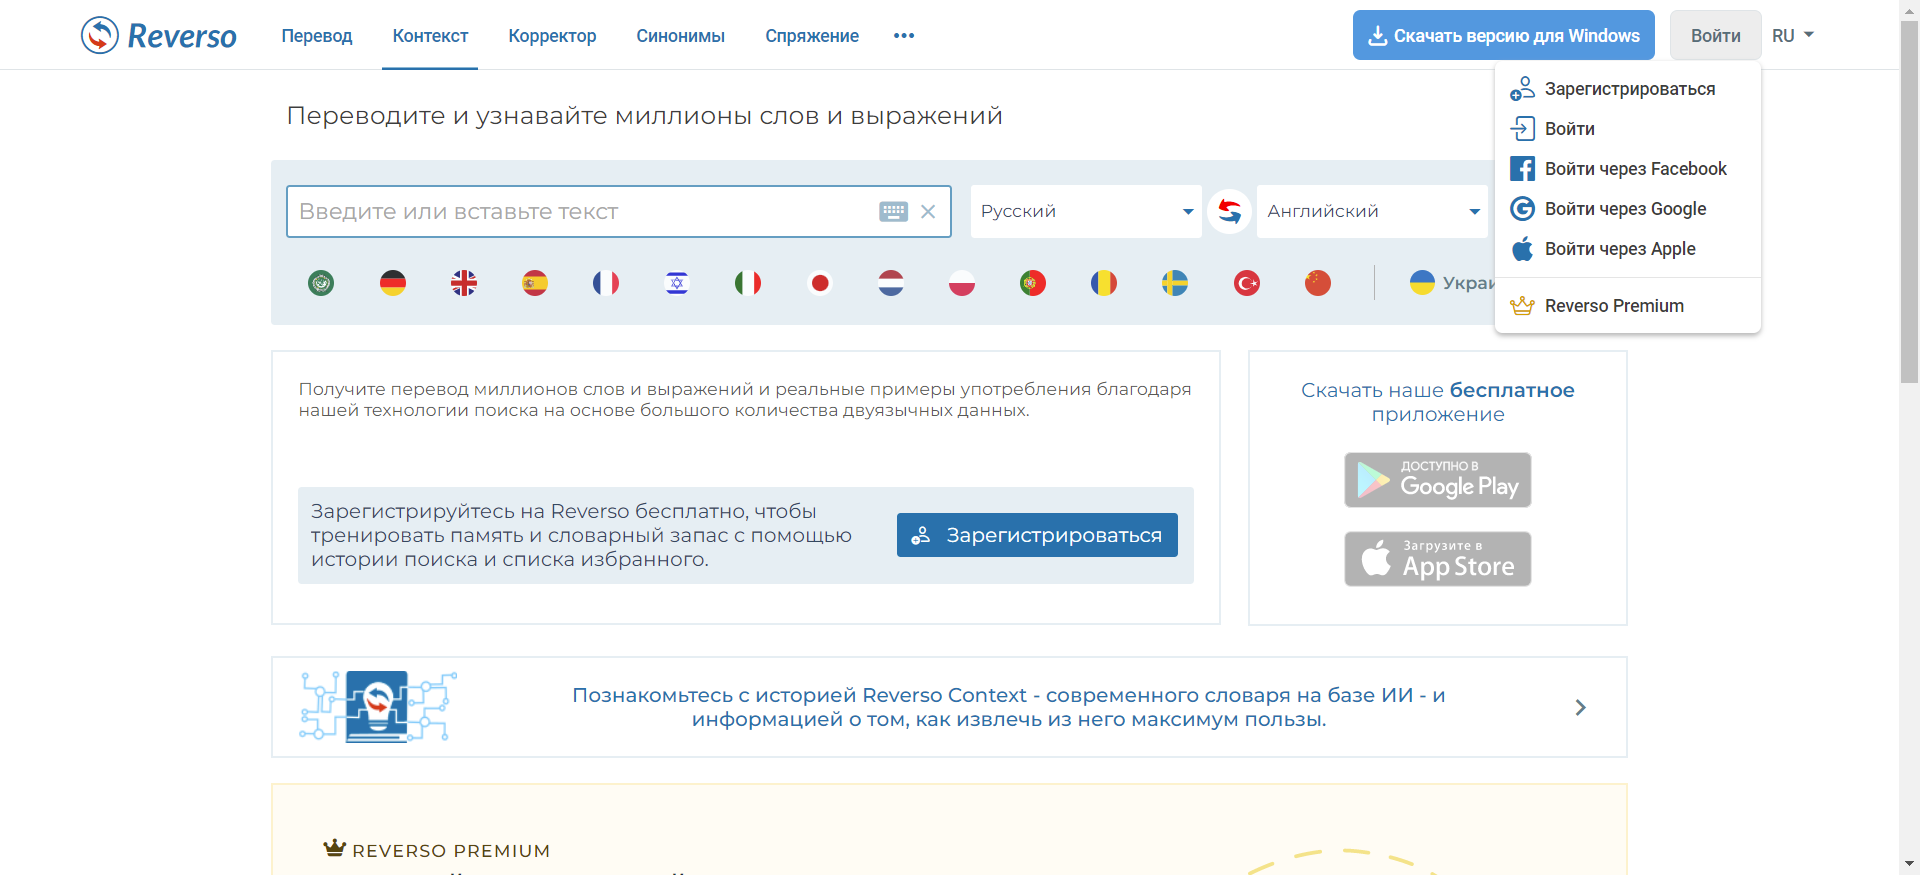 Reverso
Перевод
Контекст
Корректор
Синонимы
Спряжение
Скачать версию для Windows
Войти
RU
Зарегистрироваться
Войти
Войти через Facebook
Войти через Google
Войти через Apple
Reverso Premium
Переводите и узнавайте миллионы слов и выражений
Введите или вставьте текст
Русский
Английский
Украи
Получите перевод миллионов слов и выражений и реальные примеры употребления благодаря
нашей технологии поиска на основе большого количества двуязычных данных.
Зарегистрируйтесь на Reverso бесплатно, чтобы
тренировать память и словарный запас с помощью
истории поиска и списка избранного.
Зарегистрироваться
Скачать наше бесплатное
приложение
ДОСТУПНО В
Google Play
Загрузите в
App Store
Познакомьтесь с историей Reverso Context - современного словаря на базе ИИ - и
информацией о том, как извлечь из него максимум пользы.
REVERSO PREMIUM